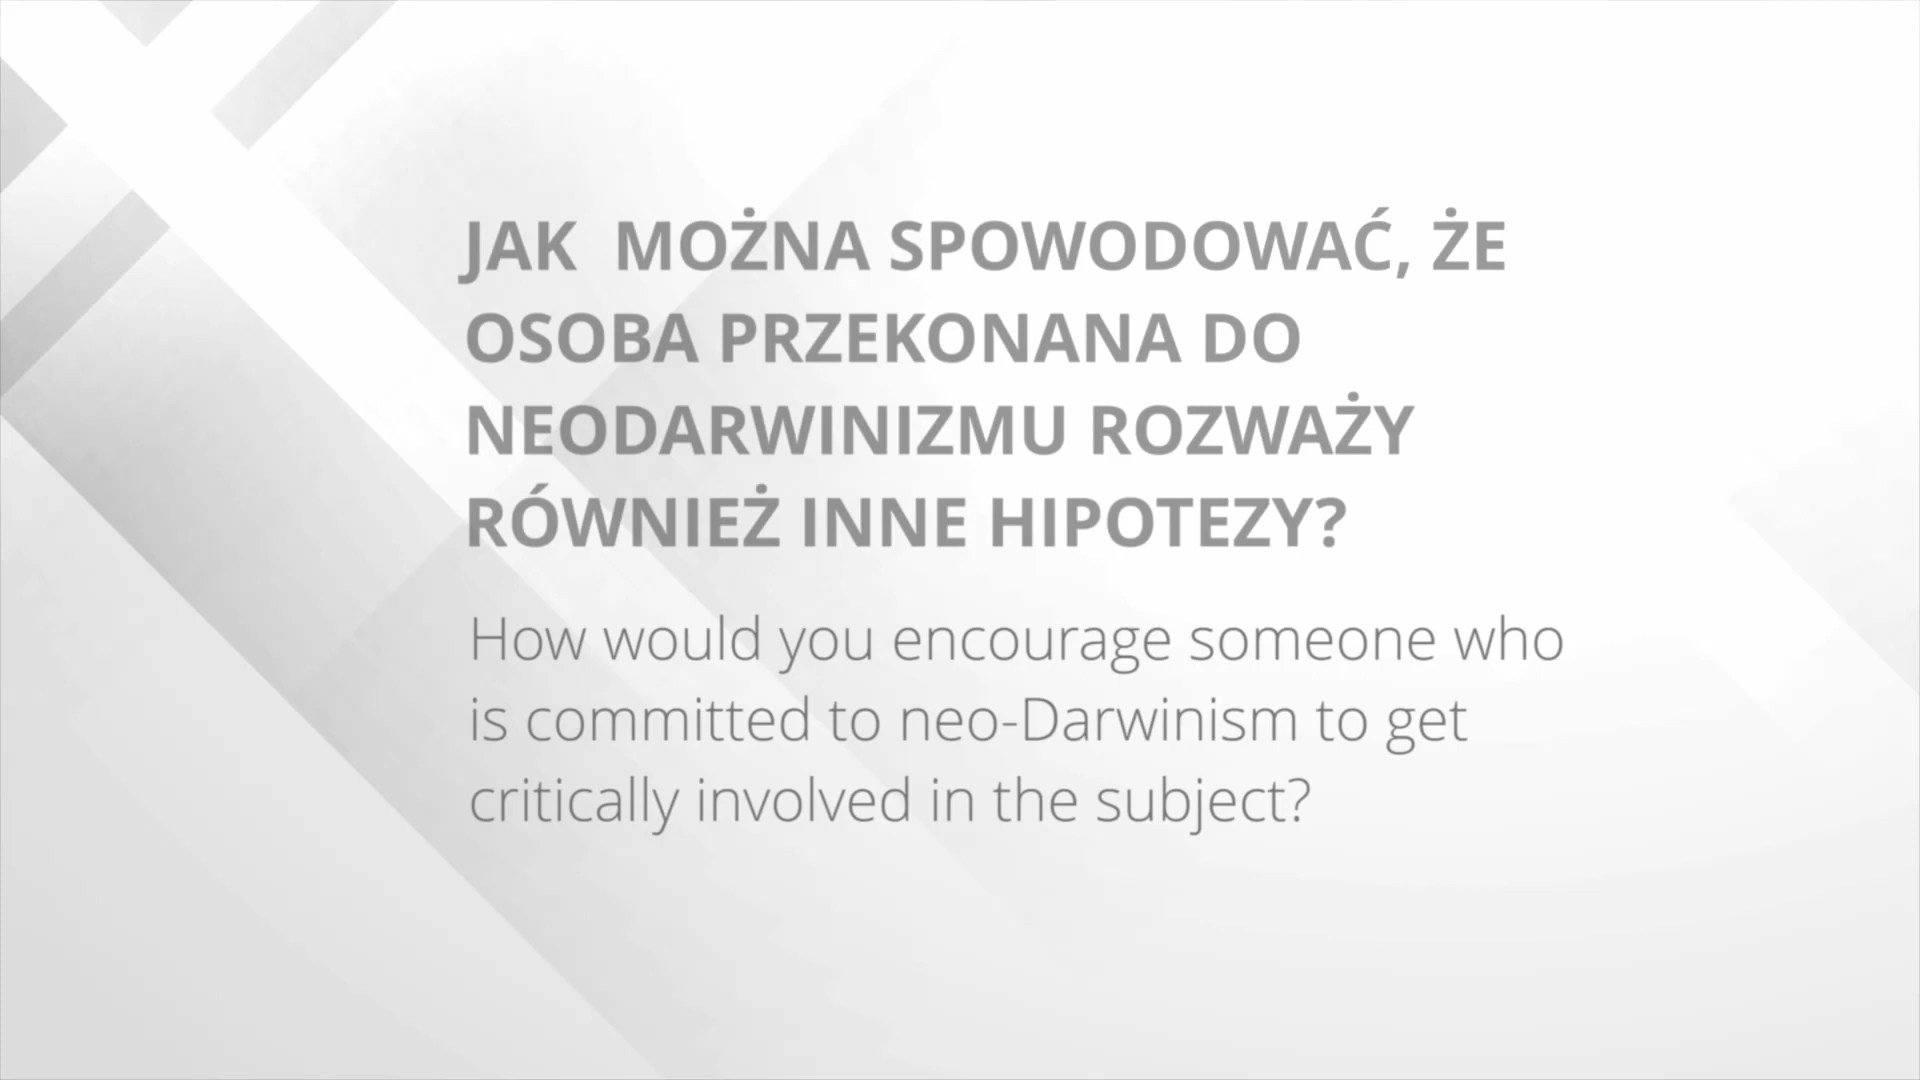 JAK  MOŻNA SPOWODOWAĆ, ŻE
OSOBA PRZEKONANA DO
NEODARWINIZMU ROZWAŻY
RÓWNIEŻ INNE HIPOTEZY?
How would you encourage someone who
is committed to neo-Darwinism to get
critically involved in the subject?